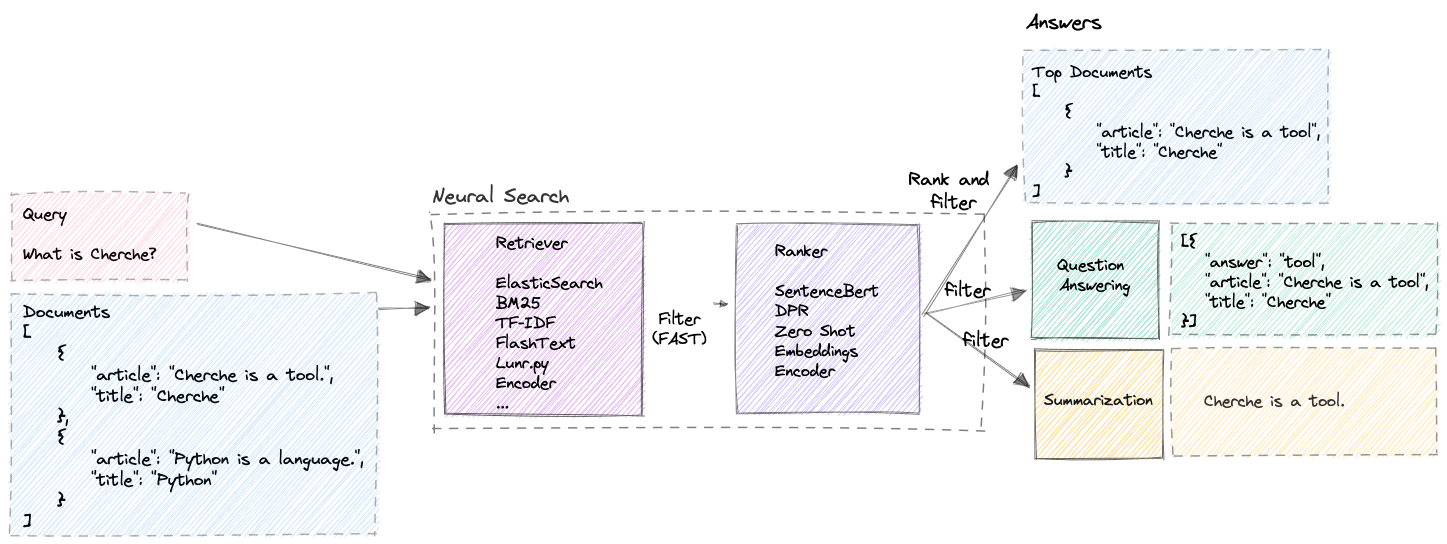 Query
What is Cherche?
Documents
[
{
"article": "Cherche is a tool.",
"title": "Cherche"
},
{
"article": "Python is a language.",
"title": "Python"
}
]
Neural Search
Retriever
ElasticSearch
BM25
TF-IDF
FlashText
Lunr.py
Encoder
...
Filter
(FAST)
Ranker
SentenceBert
DPR
Zero Shot
Embeddings
Encoder
Rank and
filter
filter
filter
Answers
Top Documents
[
{
"article": "Cherche is a tool",
"title": "Cherche"
}
]
Question
Answering
[{
"answer": "tool",
"article": "Cherche is a tool",
"title": "Cherche"
}]
Summarization
Cherche is a tool.